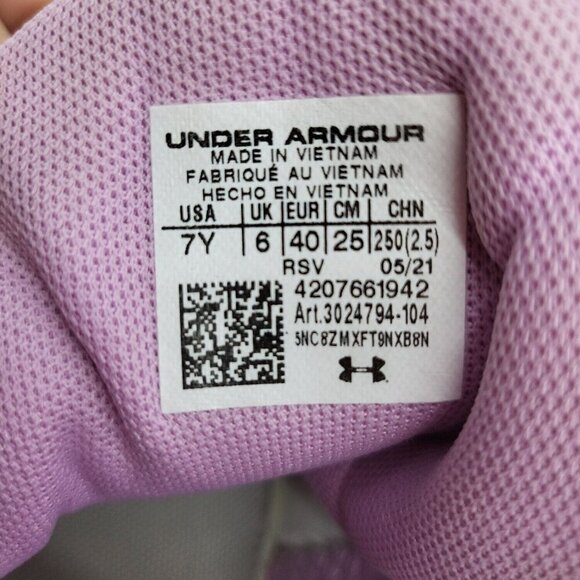 UNDER ARMOUR
MADE IN VIETNAM
FABRIQUÉ AU VIETNAM
HECHO EN VIETNAM
USA UK EUR CM CHN
7Y 6 40 25 250(2.5)
RSV 05/21
4207661942
Art.3024794-104
5NC8ZMXFT9NXB8N